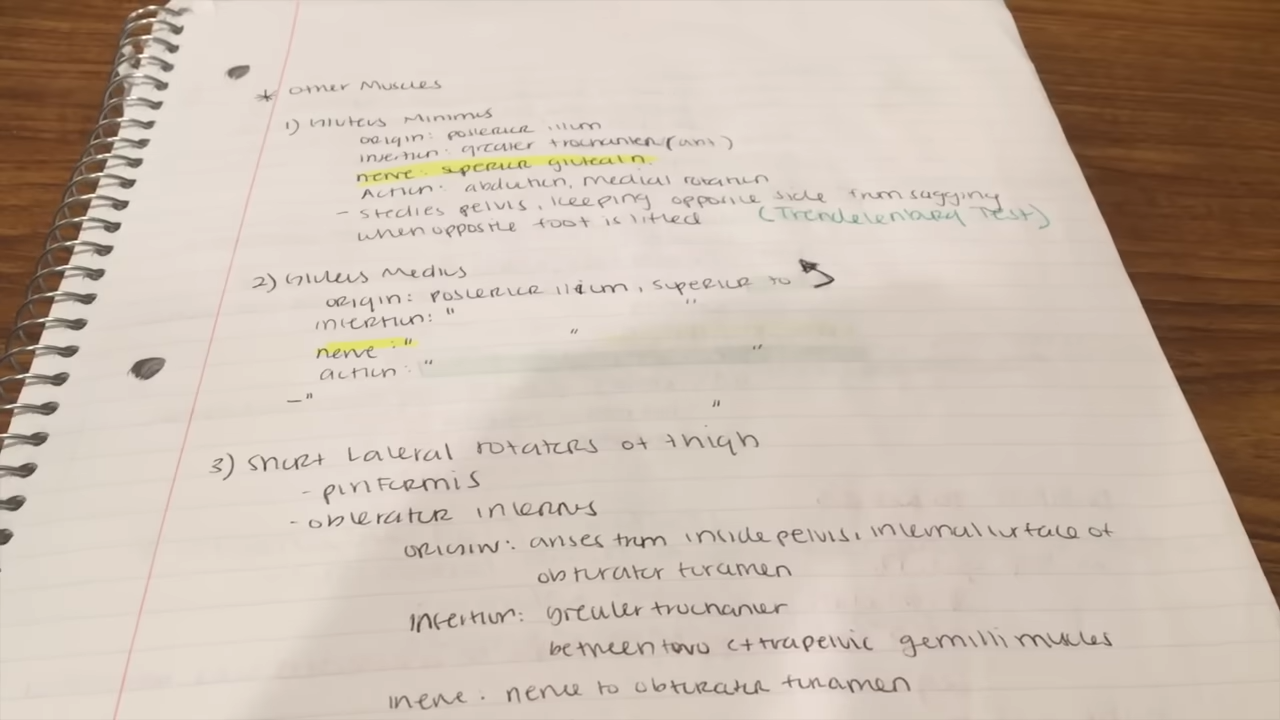 * Other Muscles
1) Gluteus Minimus
origin: posterior ilium
insertion: greater trochanter (ant)
nerve: superior gluteal n.
Action: abduction, medial rotation
- Steadies pelvis, keeping opposite side from sagging
when opposite foot is lifted (Trendelenburg Test)
2) Gluteus Medius
origin: posterior ilium, superior to
insertion: " "
nerve: " "
action: " "
- " "
3) Short Lateral rotators of thigh
- piriformis
- obterator internus
origin: arises from inside pelvis, internal surface of
obturator foramen
insertion: greater trochanter
between two extrapelvic gemilli muscles
nerve: nerve to obturator foramen